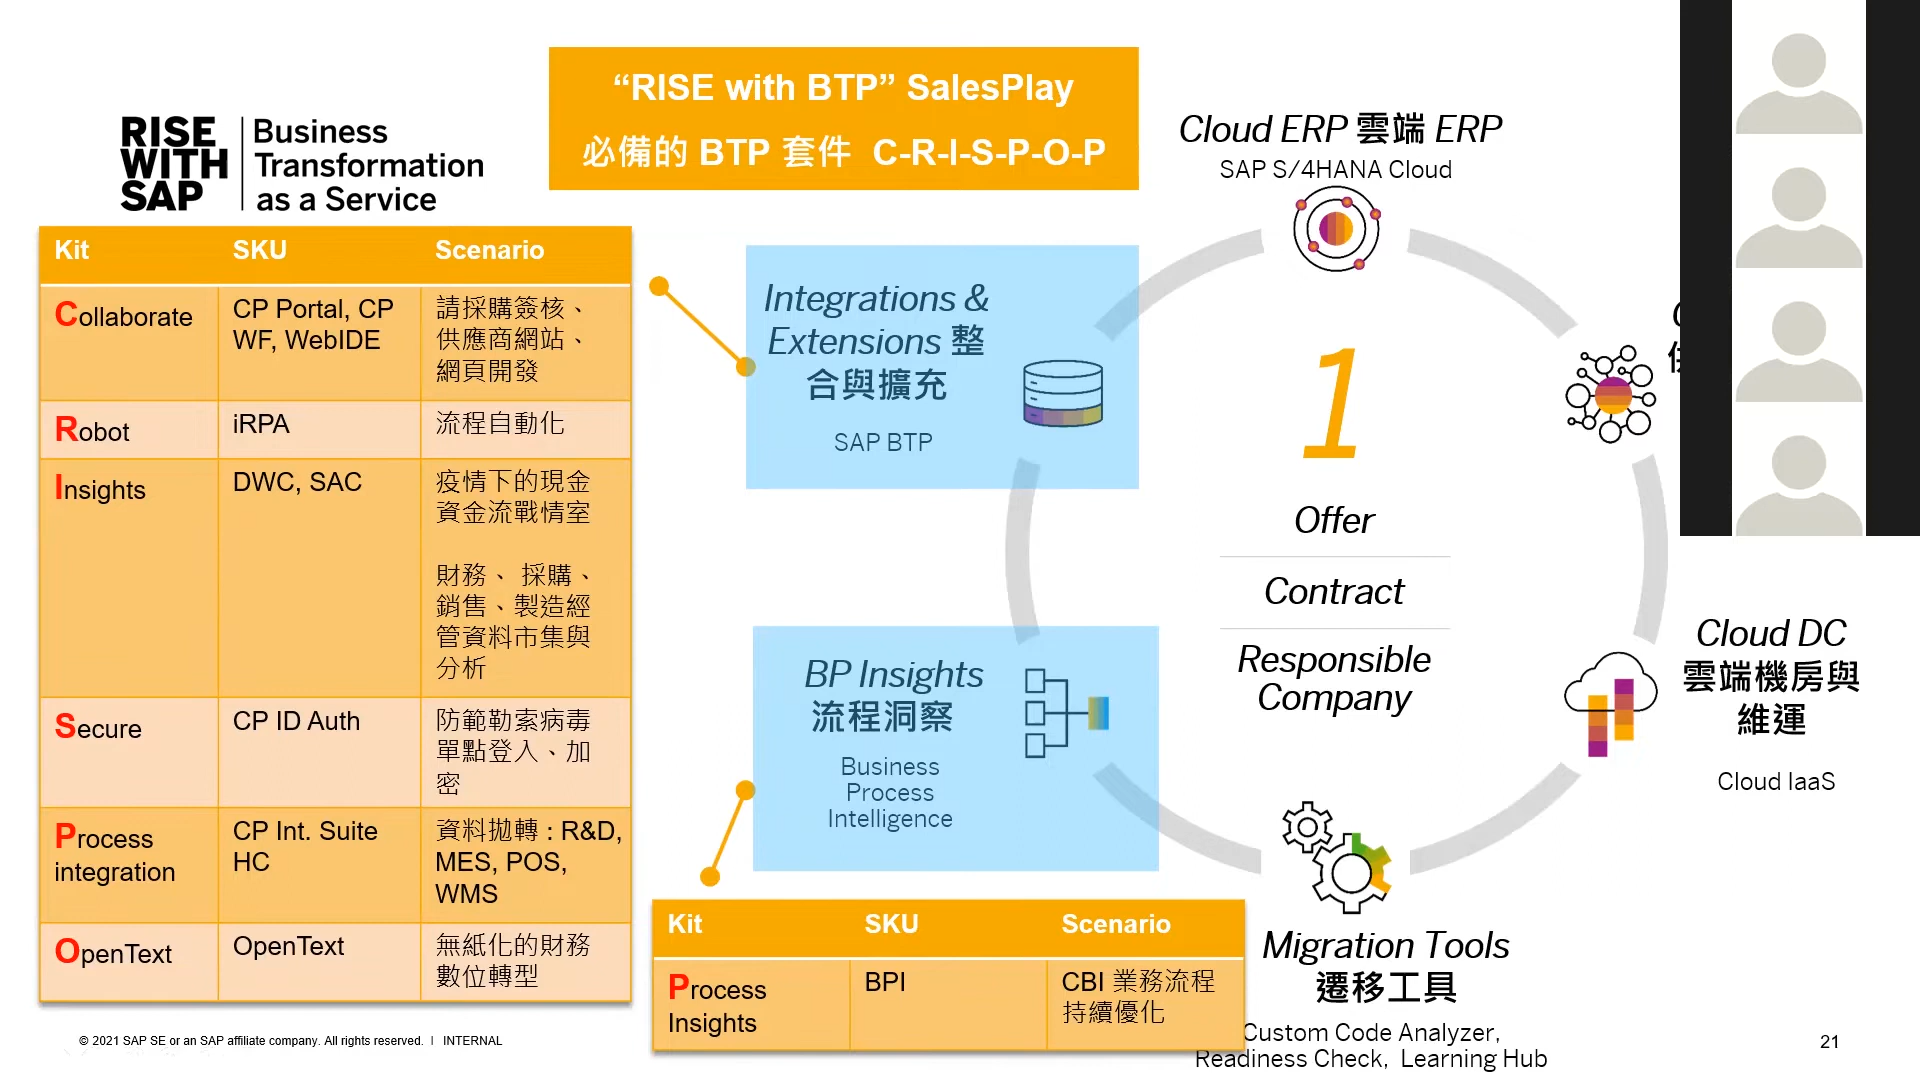 “RISE with BTP” SalesPlay
必備的 BTP 套件 C-R-I-S-P-O-P
RISE
WITH
SAP
Business
Transformation
as a Service
Kit SKU Scenario
Collaborate
CP Portal, CP
WF, WebIDE
請採購簽核、
供應商網站、
網頁開發
Robot
iRPA
流程自動化
Insights
DWC, SAC
疫情下的現金
資金流戰情室
財務、 採購、
銷售、製造經
管資料市集與
分析
Secure
CP ID Auth
防範勒索病毒
單點登入、加
密
Process
integration
CP Int. Suite
HC
資料拋轉 : R&D,
MES, POS,
WMS
OpenText
OpenText
無紙化的財務
數位轉型
Integrations &
Extensions 整
合與擴充
SAP BTP
BP Insights
流程洞察
Business
Process
Intelligence
Kit SKU Scenario
Process
Insights
BPI
CBI 業務流程
持續優化
Cloud ERP 雲端 ERP
SAP S/4HANA Cloud
1
Offer
Contract
Responsible
Company
Cloud DC
雲端機房與
維運
Cloud IaaS
Migration Tools
遷移工具
Custom Code Analyzer,
Readiness Check, Learning Hub
© 2021 SAP SE or an SAP affiliate company. All rights reserved. | INTERNAL
21